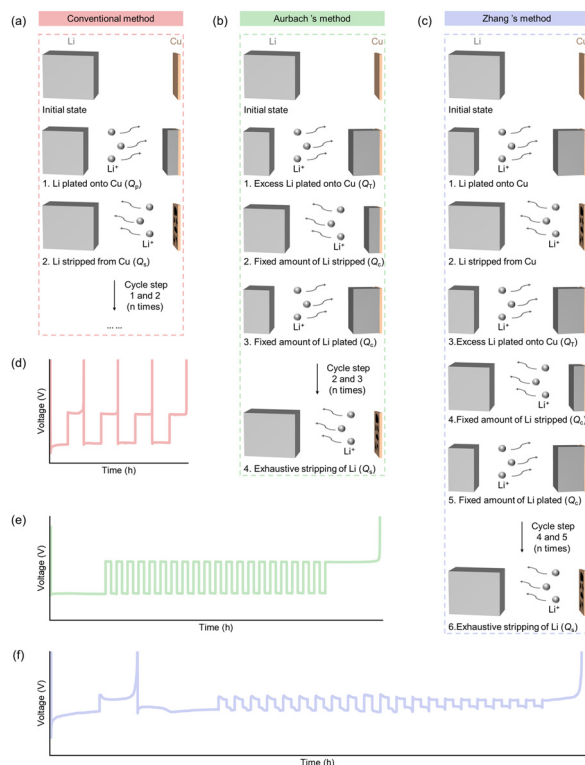 (a)
Conventional method
Li
Cu
Initial state
Li⁺
1. Li plated onto Cu (Qp)
2. Li stripped from Cu (Qs)
Li⁺
Cycle step
1 and 2
(n times)
... ...
(b)
Aurbach 's method
Li
Cu
Initial state
Li⁺
1. Excess Li plated onto Cu (QT)
Li⁺
2. Fixed amount of Li stripped (Qc)
Li⁺
3. Fixed amount of Li plated (Qc)
Cycle step
2 and 3
(n times)
Li⁺
4. Exhaustive stripping of Li (Qs)
(c)
Zhang 's method
Li
Cu
Initial state
Li⁺
1. Li plated onto Cu
Li⁺
2. Li stripped from Cu
Li⁺
3.Excess Li plated onto Cu (QT)
Li⁺
4.Fixed amount of Li stripped (Qc)
Li⁺
5. Fixed amount of Li plated (Qc)
Cycle step
4 and 5
(n times)
Li⁺
6.Exhaustive stripping of Li (Qs)
(d)
Voltage (V)
Time (h)
(e)
Voltage (V)
Time (h)
(f)
Voltage (V)
Time (h)